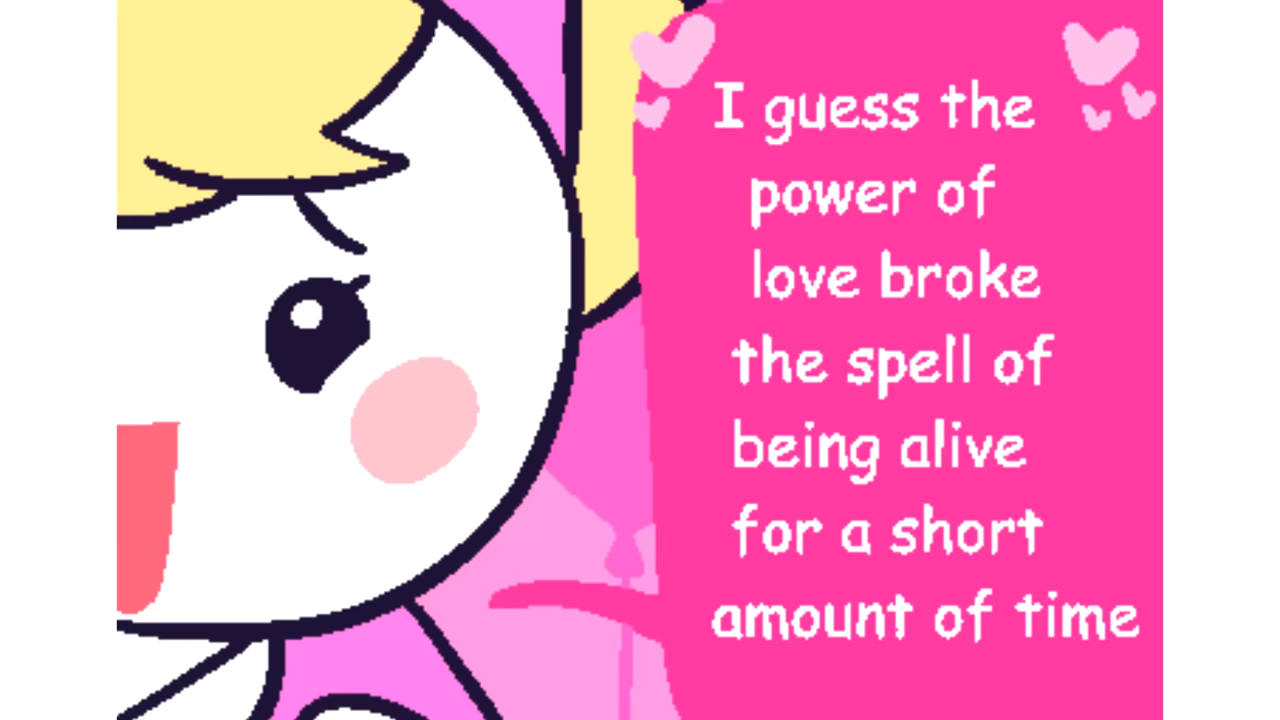 I guess the
power of
love broke
the spell of
being alive
for a short
amount of time